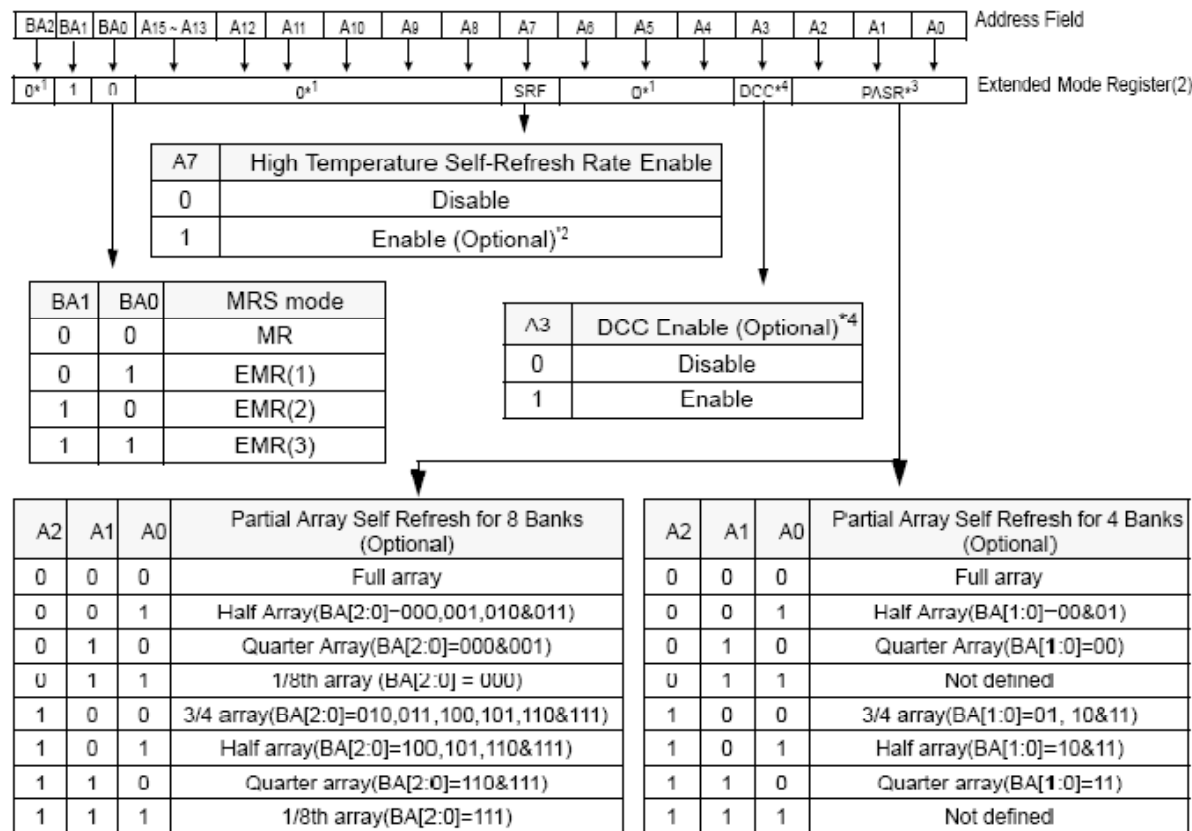 BA2 BA1 BA0 A15 ~ A13 A12 A11 A10 A9 A8 A7 A6 A5 A4 A3 A2 A1 A0 Address Field
0*1 1 0 0*1 SRF 0*1 DCC*4 PASR*3 Extended Mode Register(2)
A7 High Temperature Self-Refresh Rate Enable
0 Disable
1 Enable (Optional)*2
BA1 BA0 MRS mode
0 0 MR
0 1 EMR(1)
1 0 EMR(2)
1 1 EMR(3)
A3 DCC Enable (Optional)*4
0 Disable
1 Enable
A2 A1 A0 Partial Array Self Refresh for 8 Banks
(Optional)
0 0 0 Full array
0 0 1 Half Array(BA[2:0]=000,001,010&011)
0 1 0 Quarter Array(BA[2:0]=000&001)
0 1 1 1/8th array (BA[2:0] = 000)
1 0 0 3/4 array(BA[2:0]=010,011,100,101,110&111)
1 0 1 Half array(BA[2:0]=100,101,110&111)
1 1 0 Quarter array(BA[2:0]=110&111)
1 1 1 1/8th array(BA[2:0]=111)
A2 A1 A0 Partial Array Self Refresh for 4 Banks
(Optional)
0 0 0 Full array
0 0 1 Half Array(BA[1:0]=00&01)
0 1 0 Quarter Array(BA[1:0]=00)
0 1 1 Not defined
1 0 0 3/4 array(BA[1:0]=01, 10&11)
1 0 1 Half array(BA[1:0]=10&11)
1 1 0 Quarter array(BA[1:0]=11)
1 1 1 Not defined